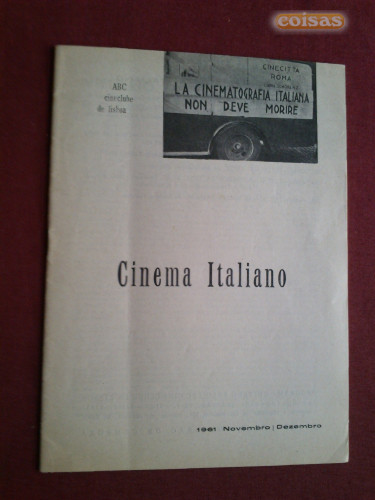 coisas
CINECITTÀ
ROMA
LA CINEMATOGRAFIA ITALIANA
NON DEVE MORIRE
ABC
cineclube
de lisboa
Cinema Italiano
1961 Novembro | Dezembro